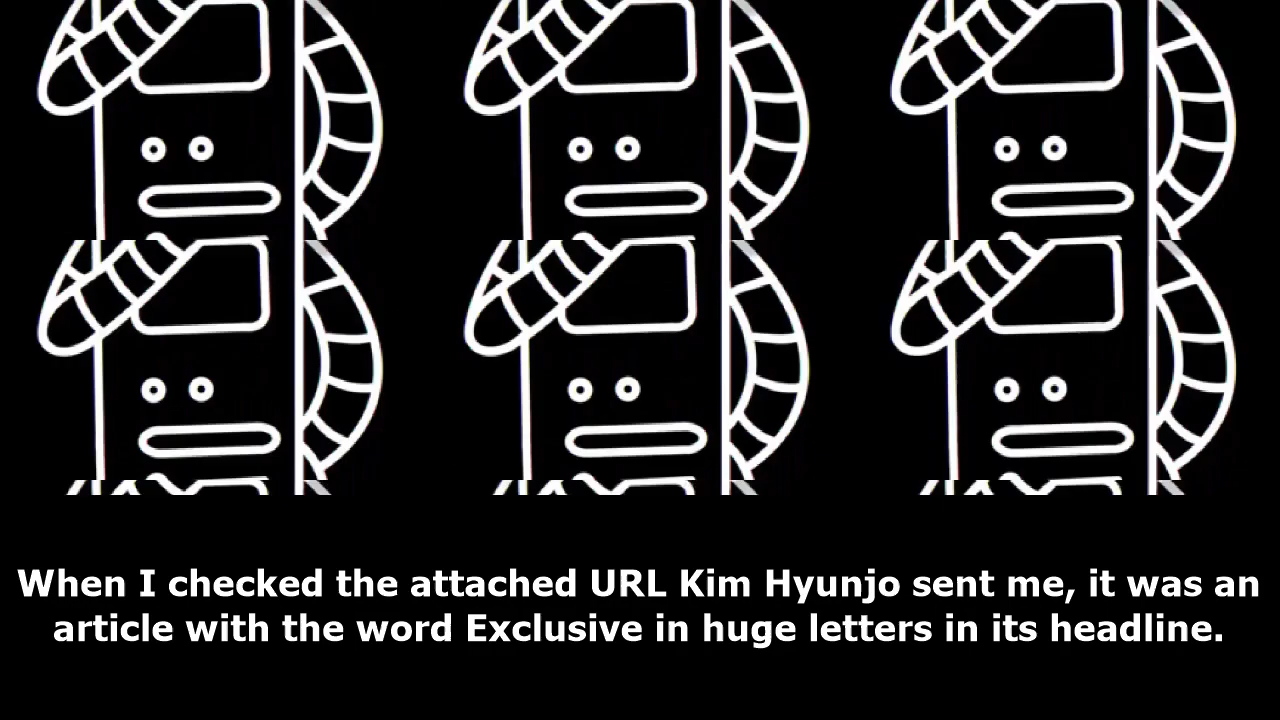 When I checked the attached URL Kim Hyunjo sent me, it was an
article with the word Exclusive in huge letters in its headline.